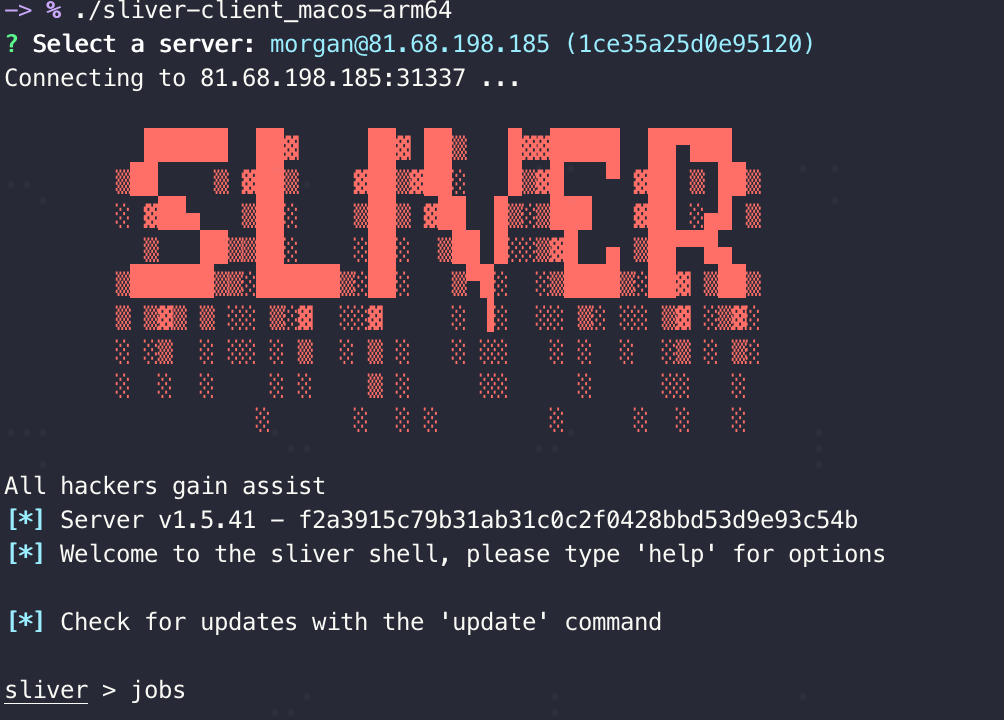 -> % ./sliver-client_macos-arm64
? Select a server: morgan@81.68.198.185 (1ce35a25d0e95120)
Connecting to 81.68.198.185:31337 ...
SLIVER
All hackers gain assist
[*] Server v1.5.41 - f2a3915c79b31ab31c0c2f0428bbd53d9e93c54b
[*] Welcome to the sliver shell, please type 'help' for options
[*] Check for updates with the 'update' command
sliver > jobs